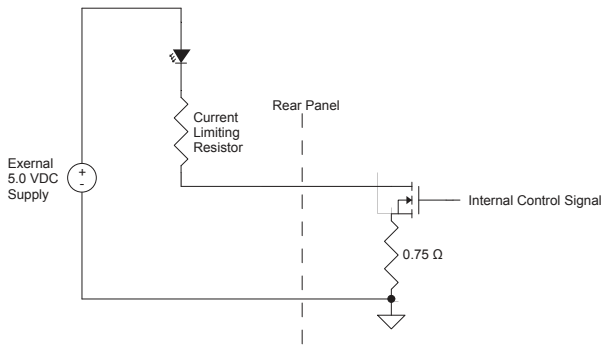 Rear Panel
Current
Limiting
Resistor
Exernal
5.0 VDC
Supply
+
-
Internal Control Signal
0.75 Ω